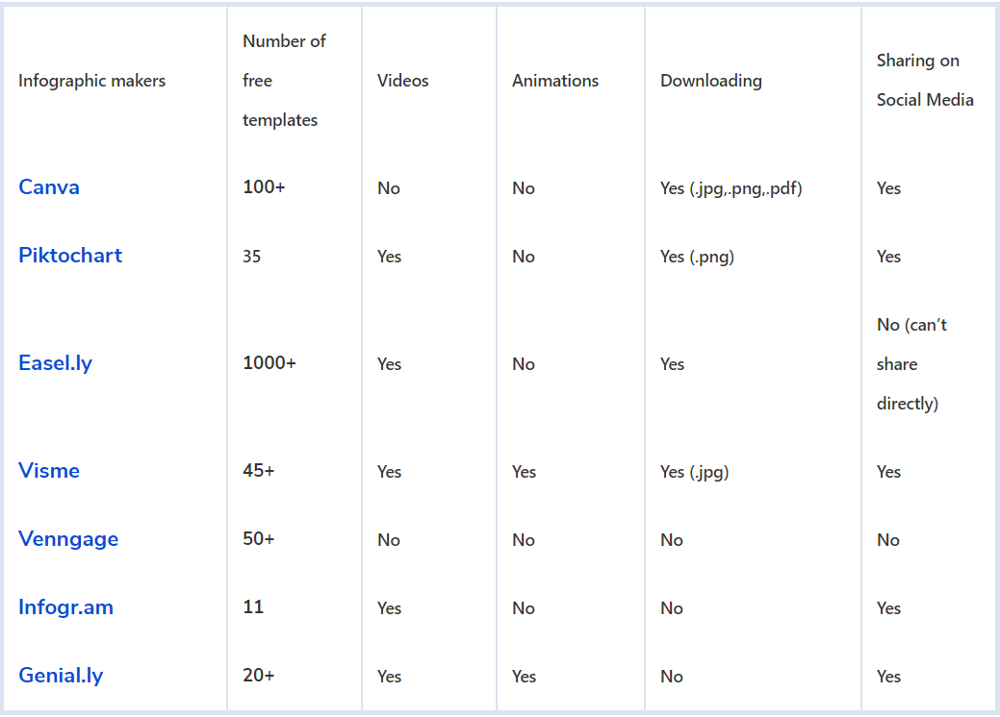 Infographic makers
Number of
free
templates
Videos
Animations
Downloading
Sharing on
Social Media
Canva
100+
No
No
Yes (.jpg,.png,.pdf)
Yes
Piktochart
35
Yes
No
Yes (.png)
Yes
Easel.ly
1000+
Yes
No
Yes
No (can’t
share
directly)
Visme
45+
Yes
Yes
Yes (.jpg)
Yes
Venngage
50+
No
No
No
No
Infogr.am
11
Yes
No
No
Yes
Genial.ly
20+
Yes
Yes
No
Yes